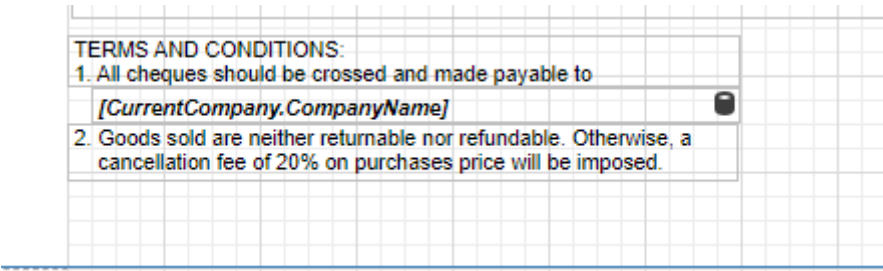 TERMS AND CONDITIONS:
1. All cheques should be crossed and made payable to
[CurrentCompany.CompanyName]
2. Goods sold are neither returnable nor refundable. Otherwise, a
cancellation fee of 20% on purchases price will be imposed.